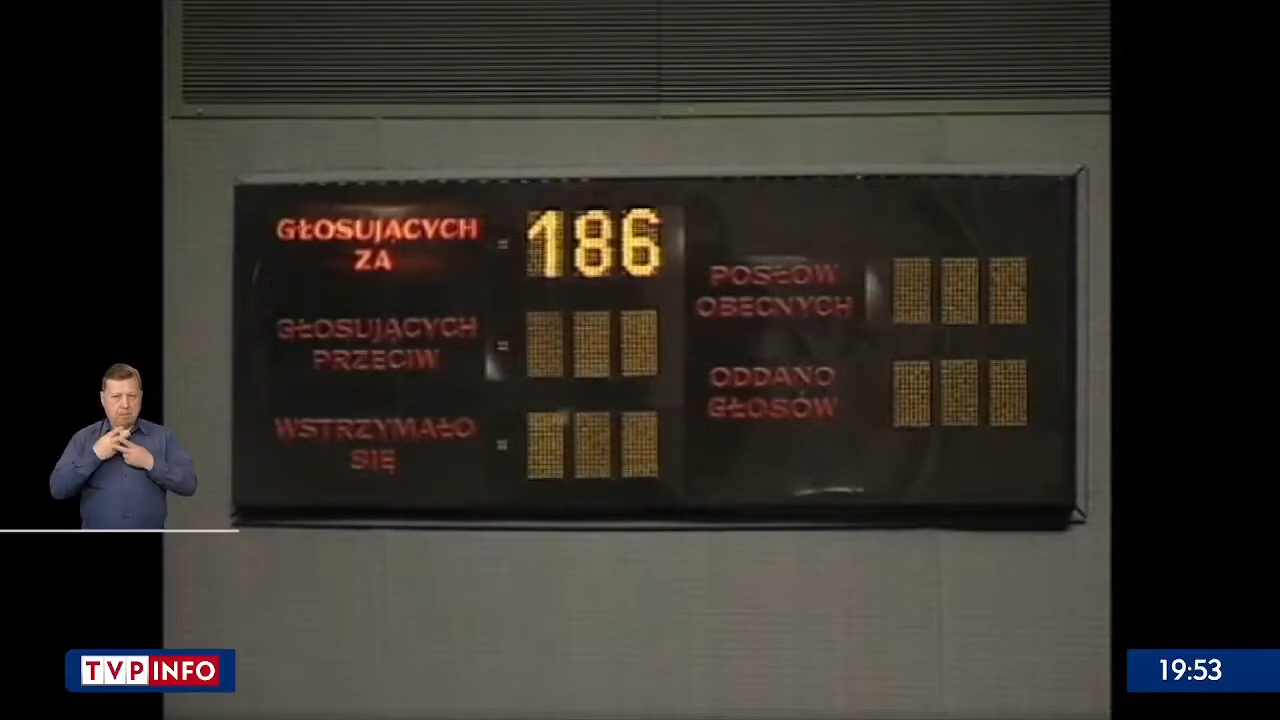 GŁOSUJĄCYCH
ZA
= 186
GŁOSUJĄCYCH
PRZECIW
=
WSTRZYMAŁO
SIĘ
=
POSŁÓW
OBECNYCH
ODDANO
GŁOSÓW
TVP INFO
19:53